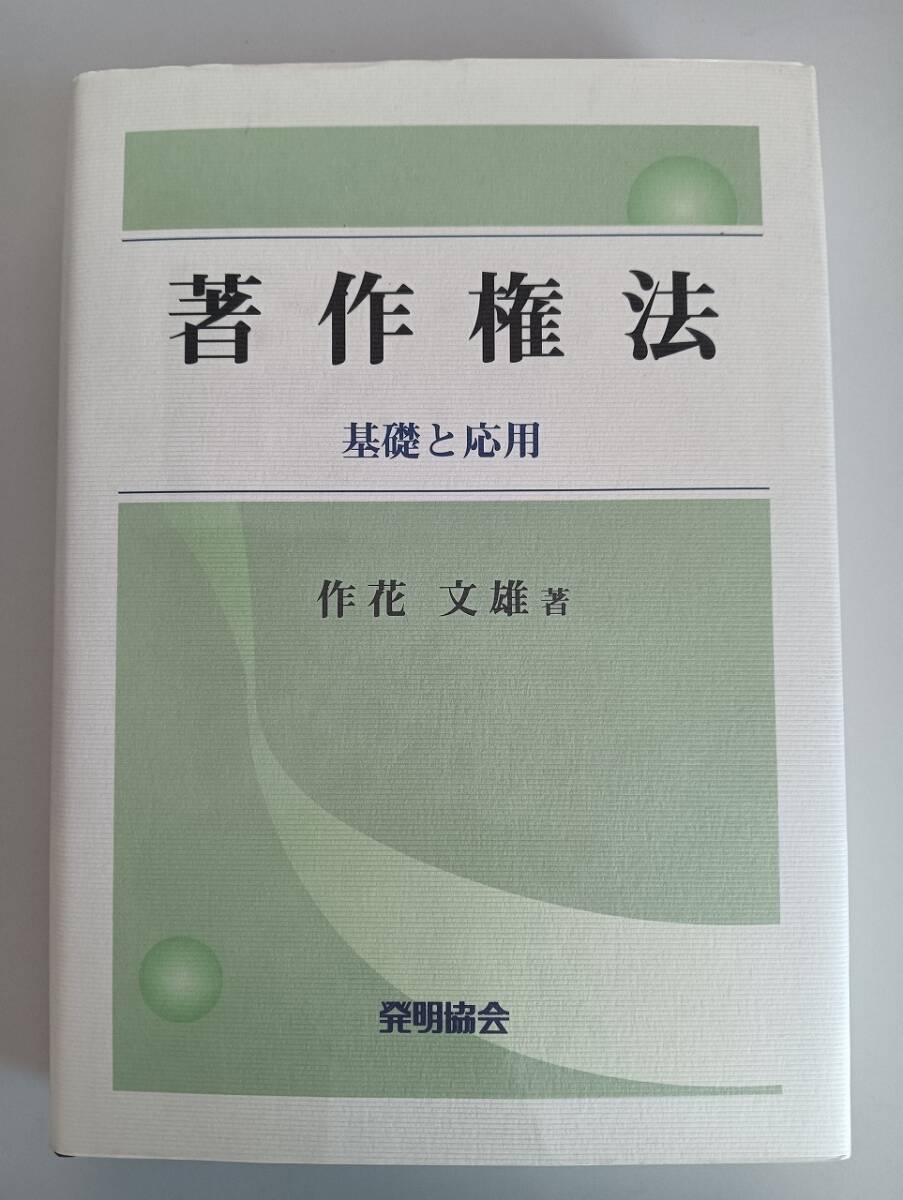 著作権法
基礎と応用
作花 文雄 著
発明協会